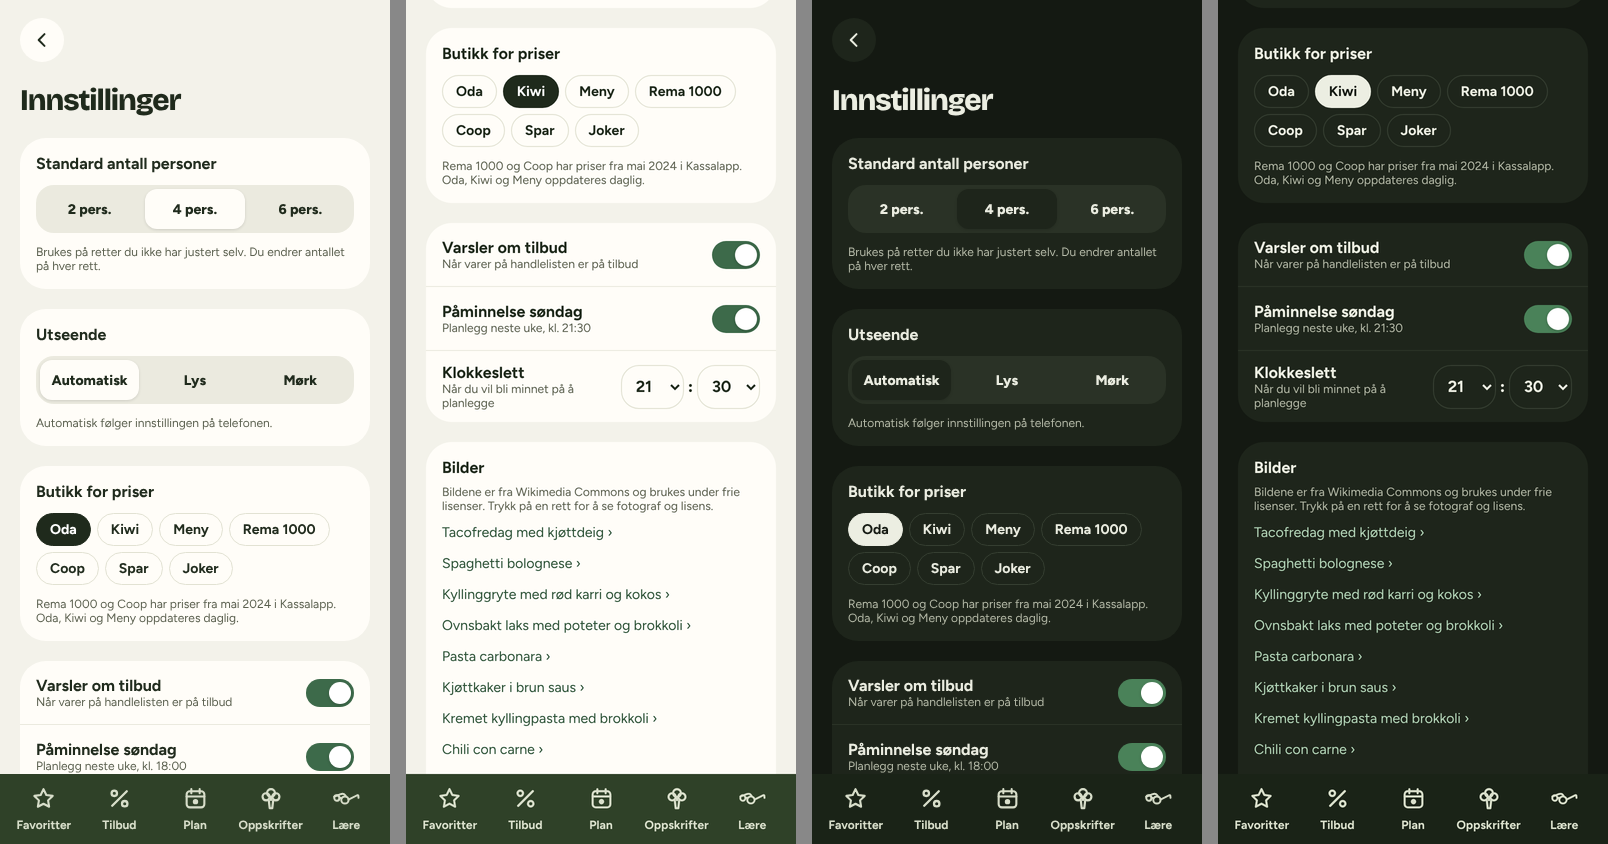 Innstillinger
Standard antall personer
2 pers.
4 pers.
6 pers.
Brukes på retter du ikke har justert selv. Du endrer antallet
på hver rett.
Utseende
Automatisk
Lys
Mørk
Automatisk følger innstillingen på telefonen.
Butikk for priser
Oda
Kiwi
Meny
Rema 1000
Coop
Spar
Joker
Rema 1000 og Coop har priser fra mai 2024 i Kassalapp.
Oda, Kiwi og Meny oppdateres daglig.
Varsler om tilbud
Når varer på handlelisten er på tilbud
Påminnelse søndag
Planlegg neste uke, kl. 18:00
Favoritter
Tilbud
Plan
Oppskrifter
Lære
Butikk for priser
Oda
Kiwi
Meny
Rema 1000
Coop
Spar
Joker
Rema 1000 og Coop har priser fra mai 2024 i Kassalapp.
Oda, Kiwi og Meny oppdateres daglig.
Varsler om tilbud
Når varer på handlelisten er på tilbud
Påminnelse søndag
Planlegg neste uke, kl. 21:30
Klokkeslett
Når du vil bli minnet på å
planlegge
21 : 30
Bilder
Bildene er fra Wikimedia Commons og brukes under frie
lisenser. Trykk på en rett for å se fotograf og lisens.
Tacofredag med kjøttdeig ›
Spaghetti bolognese ›
Kyllinggryte med rød karri og kokos ›
Ovnsbakt laks med poteter og brokkoli ›
Pasta carbonara ›
Kjøttkaker i brun saus ›
Kremet kyllingpasta med brokkoli ›
Chili con carne ›
Favoritter
Tilbud
Plan
Oppskrifter
Lære
Innstillinger
Standard antall personer
2 pers.
4 pers.
6 pers.
Brukes på retter du ikke har justert selv. Du endrer antallet
på hver rett.
Utseende
Automatisk
Lys
Mørk
Automatisk følger innstillingen på telefonen.
Butikk for priser
Oda
Kiwi
Meny
Rema 1000
Coop
Spar
Joker
Rema 1000 og Coop har priser fra mai 2024 i Kassalapp.
Oda, Kiwi og Meny oppdateres daglig.
Varsler om tilbud
Når varer på handlelisten er på tilbud
Påminnelse søndag
Planlegg neste uke, kl. 18:00
Favoritter
Tilbud
Plan
Oppskrifter
Lære
Butikk for priser
Oda
Kiwi
Meny
Rema 1000
Coop
Spar
Joker
Rema 1000 og Coop har priser fra mai 2024 i Kassalapp.
Oda, Kiwi og Meny oppdateres daglig.
Varsler om tilbud
Når varer på handlelisten er på tilbud
Påminnelse søndag
Planlegg neste uke, kl. 21:30
Klokkeslett
Når du vil bli minnet på å
planlegge
21 : 30
Bilder
Bildene er fra Wikimedia Commons og brukes under frie
lisenser. Trykk på en rett for å se fotograf og lisens.
Tacofredag med kjøttdeig ›
Spaghetti bolognese ›
Kyllinggryte med rød karri og kokos ›
Ovnsbakt laks med poteter og brokkoli ›
Pasta carbonara ›
Kjøttkaker i brun saus ›
Kremet kyllingpasta med brokkoli ›
Chili con carne ›
Favoritter
Tilbud
Plan
Oppskrifter
Lære